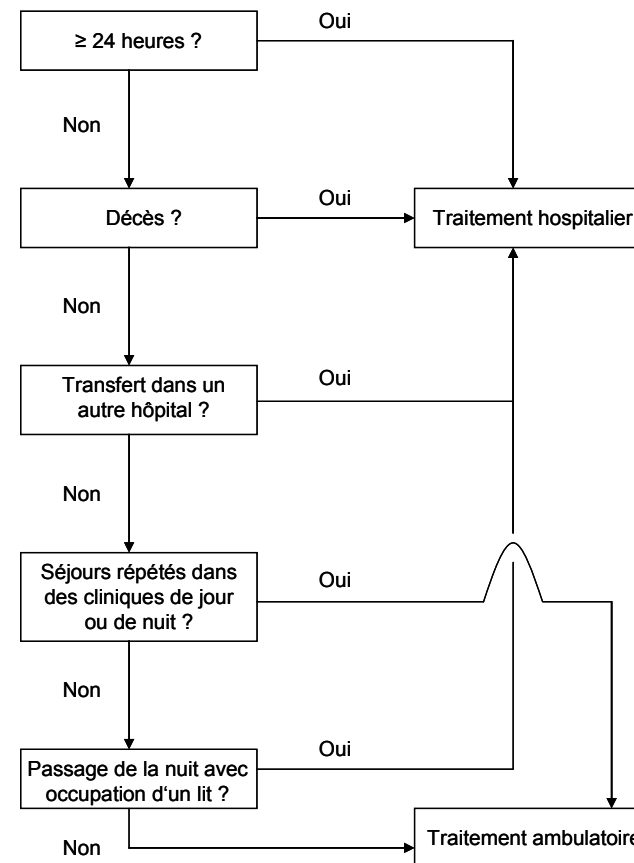 ≥ 24 heures ?
Oui
Non
Décès ?
Oui
Traitement hospitalier
Non
Transfert dans un
autre hôpital ?
Oui
Non
Séjours répétés dans
des cliniques de jour
ou de nuit ?
Oui
Non
Passage de la nuit avec
occupation d‘un lit ?
Oui
Non
Traitement ambulatoire